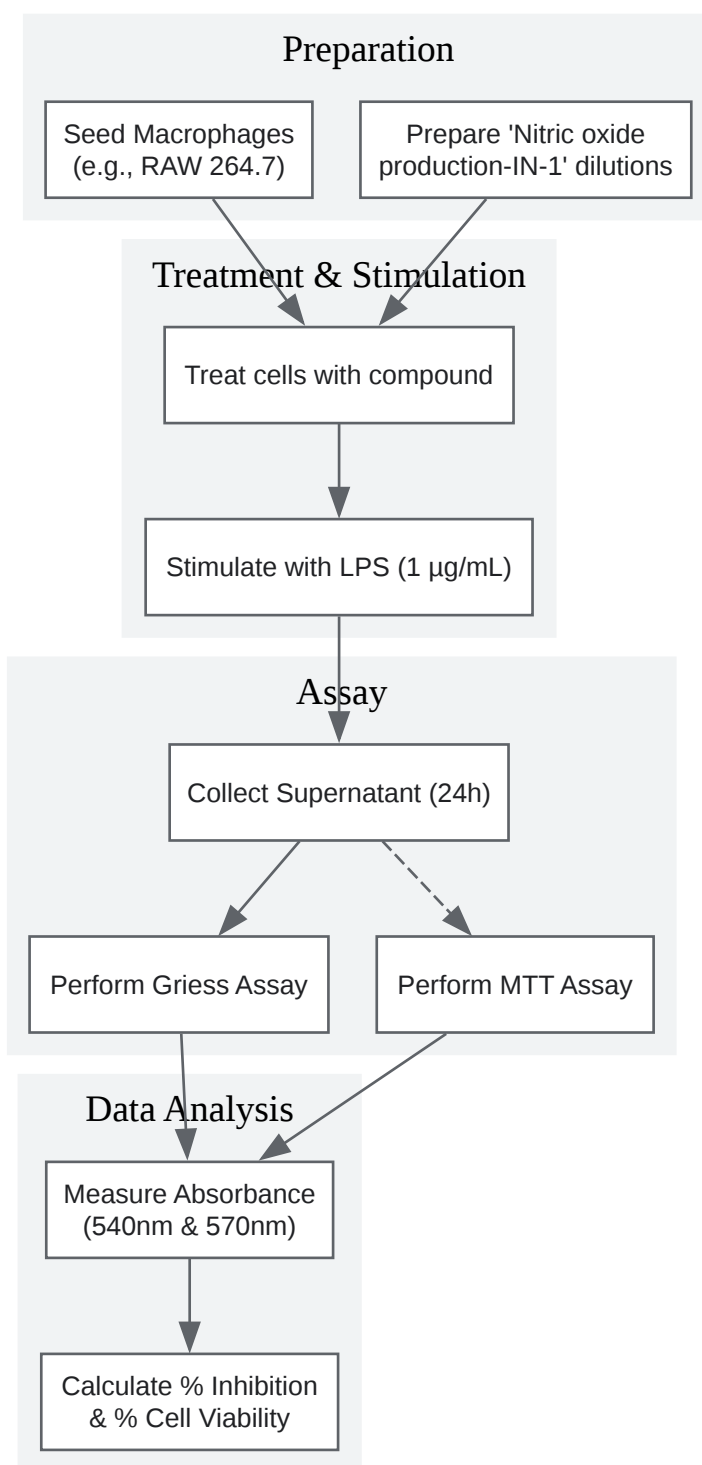 Preparation
Seed Macrophages
(e.g., RAW 264.7)
Prepare 'Nitric oxide
production-IN-1' dilutions
Treatment & Stimulation
Treat cells with compound
Stimulate with LPS (1 µg/mL)
Assay
Collect Supernatant (24h)
Perform Griess Assay
Perform MTT Assay
Data Analysis
Measure Absorbance
(540nm & 570nm)
Calculate % Inhibition
& % Cell Viability